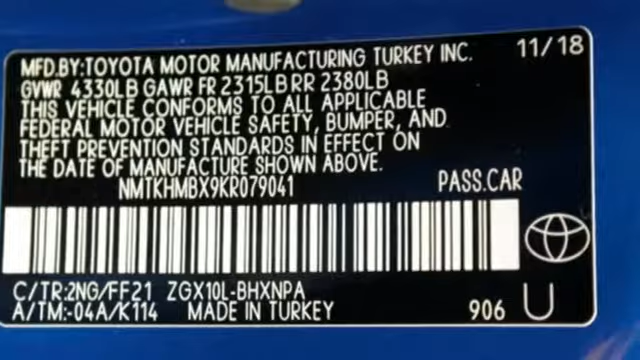 MFD.BY:TOYOTA MOTOR MANUFACTURING TURKEY INC. 11/18
GVWR 4330LB GAWR FR 2315LB RR 2380LB
THIS VEHICLE CONFORMS TO ALL APPLICABLE
FEDERAL MOTOR VEHICLE SAFETY, BUMPER, AND
THEFT PREVENTION STANDARDS IN EFFECT ON
THE DATE OF MANUFACTURE SHOWN ABOVE.
NMTKHMBX9KR079041 PASS.CAR
C/TR:2NG/FF21 ZGX10L-BHXNPA
A/TM:-04A/K114 MADE IN TURKEY 906 U